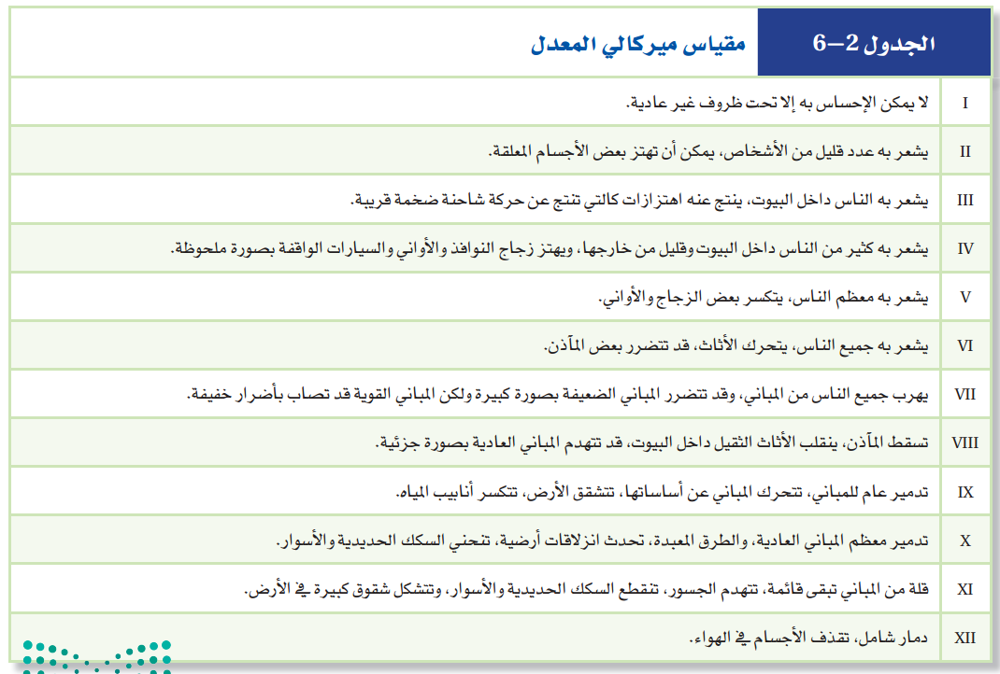 الجدول 2–6 مقياس ميركالي المعدل
I لا يمكن الإحساس به إلا تحت ظروف غير عادية.
II يشعر به عدد قليل من الأشخاص، يمكن أن تهتز بعض الأجسام المعلقة.
III يشعر به الناس داخل البيوت، ينتج عنه اهتزازات كالتي تنتج عن حركة شاحنة ضخمة قريبة.
IV يشعر به كثير من الناس داخل البيوت وقليل من خارجها، ويهتز زجاج النوافذ والأواني والسيارات الواقفة بصورة ملحوظة.
V يشعر به معظم الناس، يتكسر بعض الزجاج والأواني.
VI يشعر به جميع الناس، يتحرك الأثاث، قد تتضرر بعض المآذن.
VII يهرب جميع الناس من المباني، وقد تتضرر المباني الضعيفة بصورة كبيرة ولكن المباني القوية قد تصاب بأضرار خفيفة.
VIII تسقط المآذن، ينقلب الأثاث الثقيل داخل البيوت، قد تتهدم المباني العادية بصورة جزئية.
IX تدمير عام للمباني، تتحرك المباني عن أساساتها، تتشقق الأرض، تتكسر أنابيب المياه.
X تدمير معظم المباني العادية، والطرق المعبدة، تحدث انزلاقات أرضية، تنحني السكك الحديدية والأسوار.
XI قلة من المباني تبقى قائمة، تتهدم الجسور، تنقطع السكك الحديدية والأسوار، وتتشكل شقوق كبيرة في الأرض.
XII دمار شامل، تقذف الأجسام في الهواء.